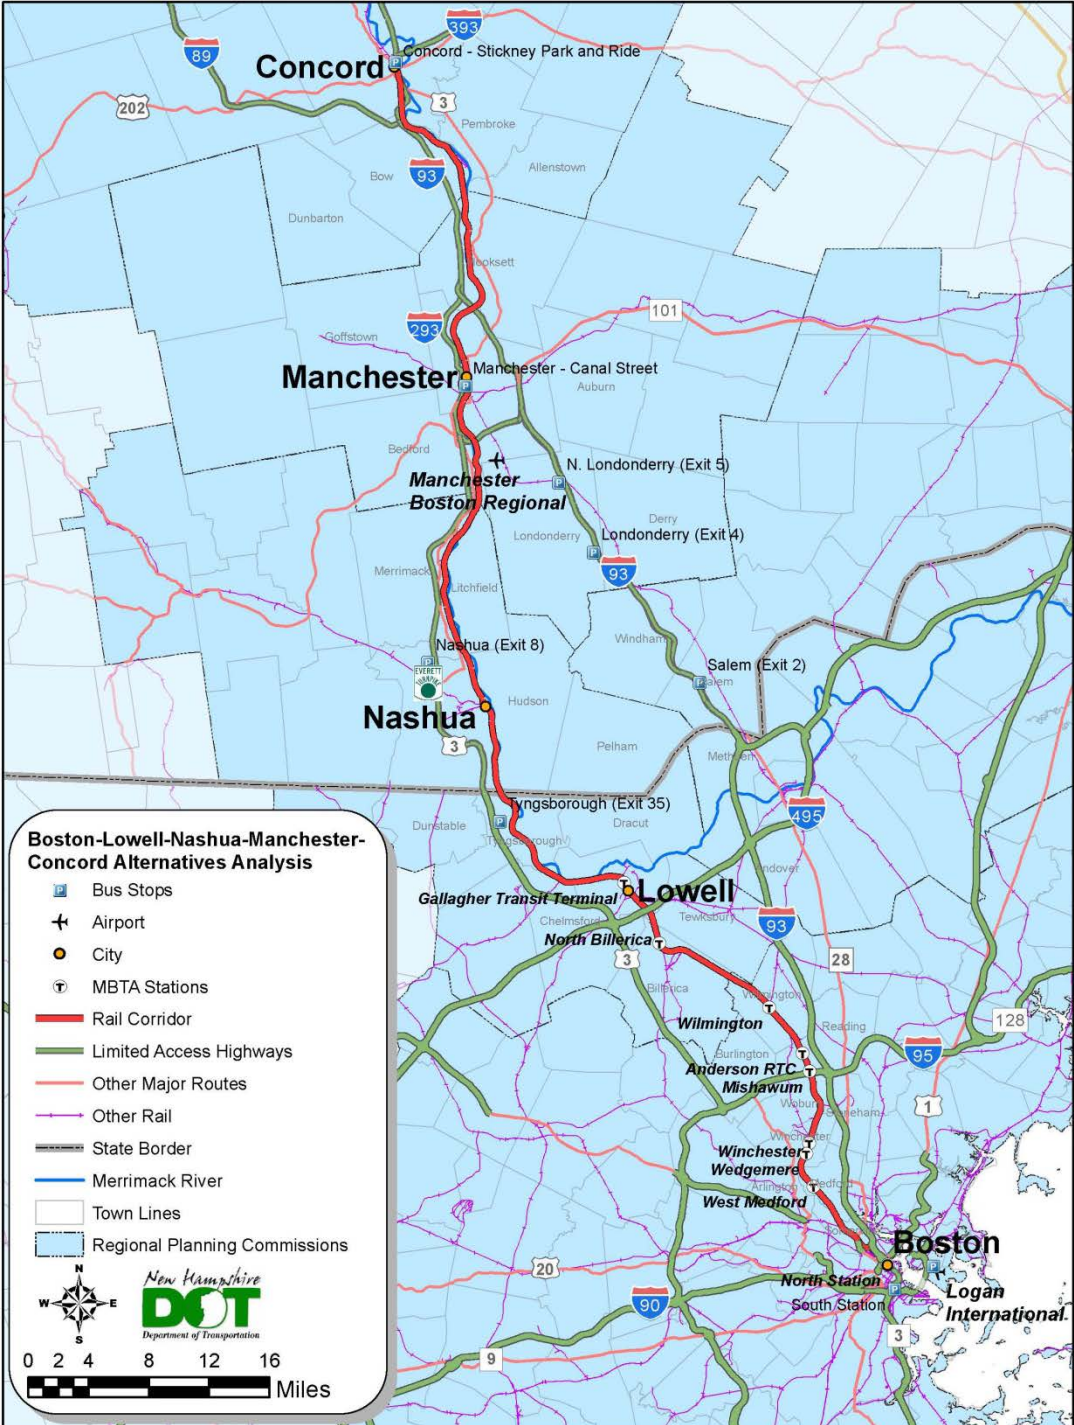 393
89
Concord - Stickney Park and Ride
Concord
202
3
Pembroke
Allenstown
93
Bow
Dunbarton
Hooksett
101
293
Goffstown
Manchester - Canal Street
Manchester
Auburn
Bedford
N. Londonderry (Exit 5)
Manchester
Boston Regional
Derry
Londonderry
Londonderry (Exit 4)
93
Merrimack
Litchfield
Windham
Nashua (Exit 8)
Salem (Exit 2)
Salem
EVERETT
TURNPIKE
Hudson
Nashua
3
Pelham
Methuen
Tyngsborough (Exit 35)
495
Dunstable
Dracut
Tyngsborough
Andover
Lowell
Gallagher Transit Terminal
Chelmsford
Tewksbury
93
North Billerica
3
28
Billerica
Wilmington
Wilmington
Reading
128
Burlington
95
Anderson RTC
Mishawum
Woburn
Stoneham
1
Winchester
Winchester
Wedgemere
Arlington
Medford
West Medford
Boston
20
North Station
South Station
Logan
International
90
3
9
Boston-Lowell-Nashua-Manchester-
Concord Alternatives Analysis
P Bus Stops
Airport
City
T MBTA Stations
Rail Corridor
Limited Access Highways
Other Major Routes
Other Rail
State Border
Merrimack River
Town Lines
Regional Planning Commissions
N
W E
S
New Hampshire
DOT
Department of Transportation
0 2 4 8 12 16
Miles